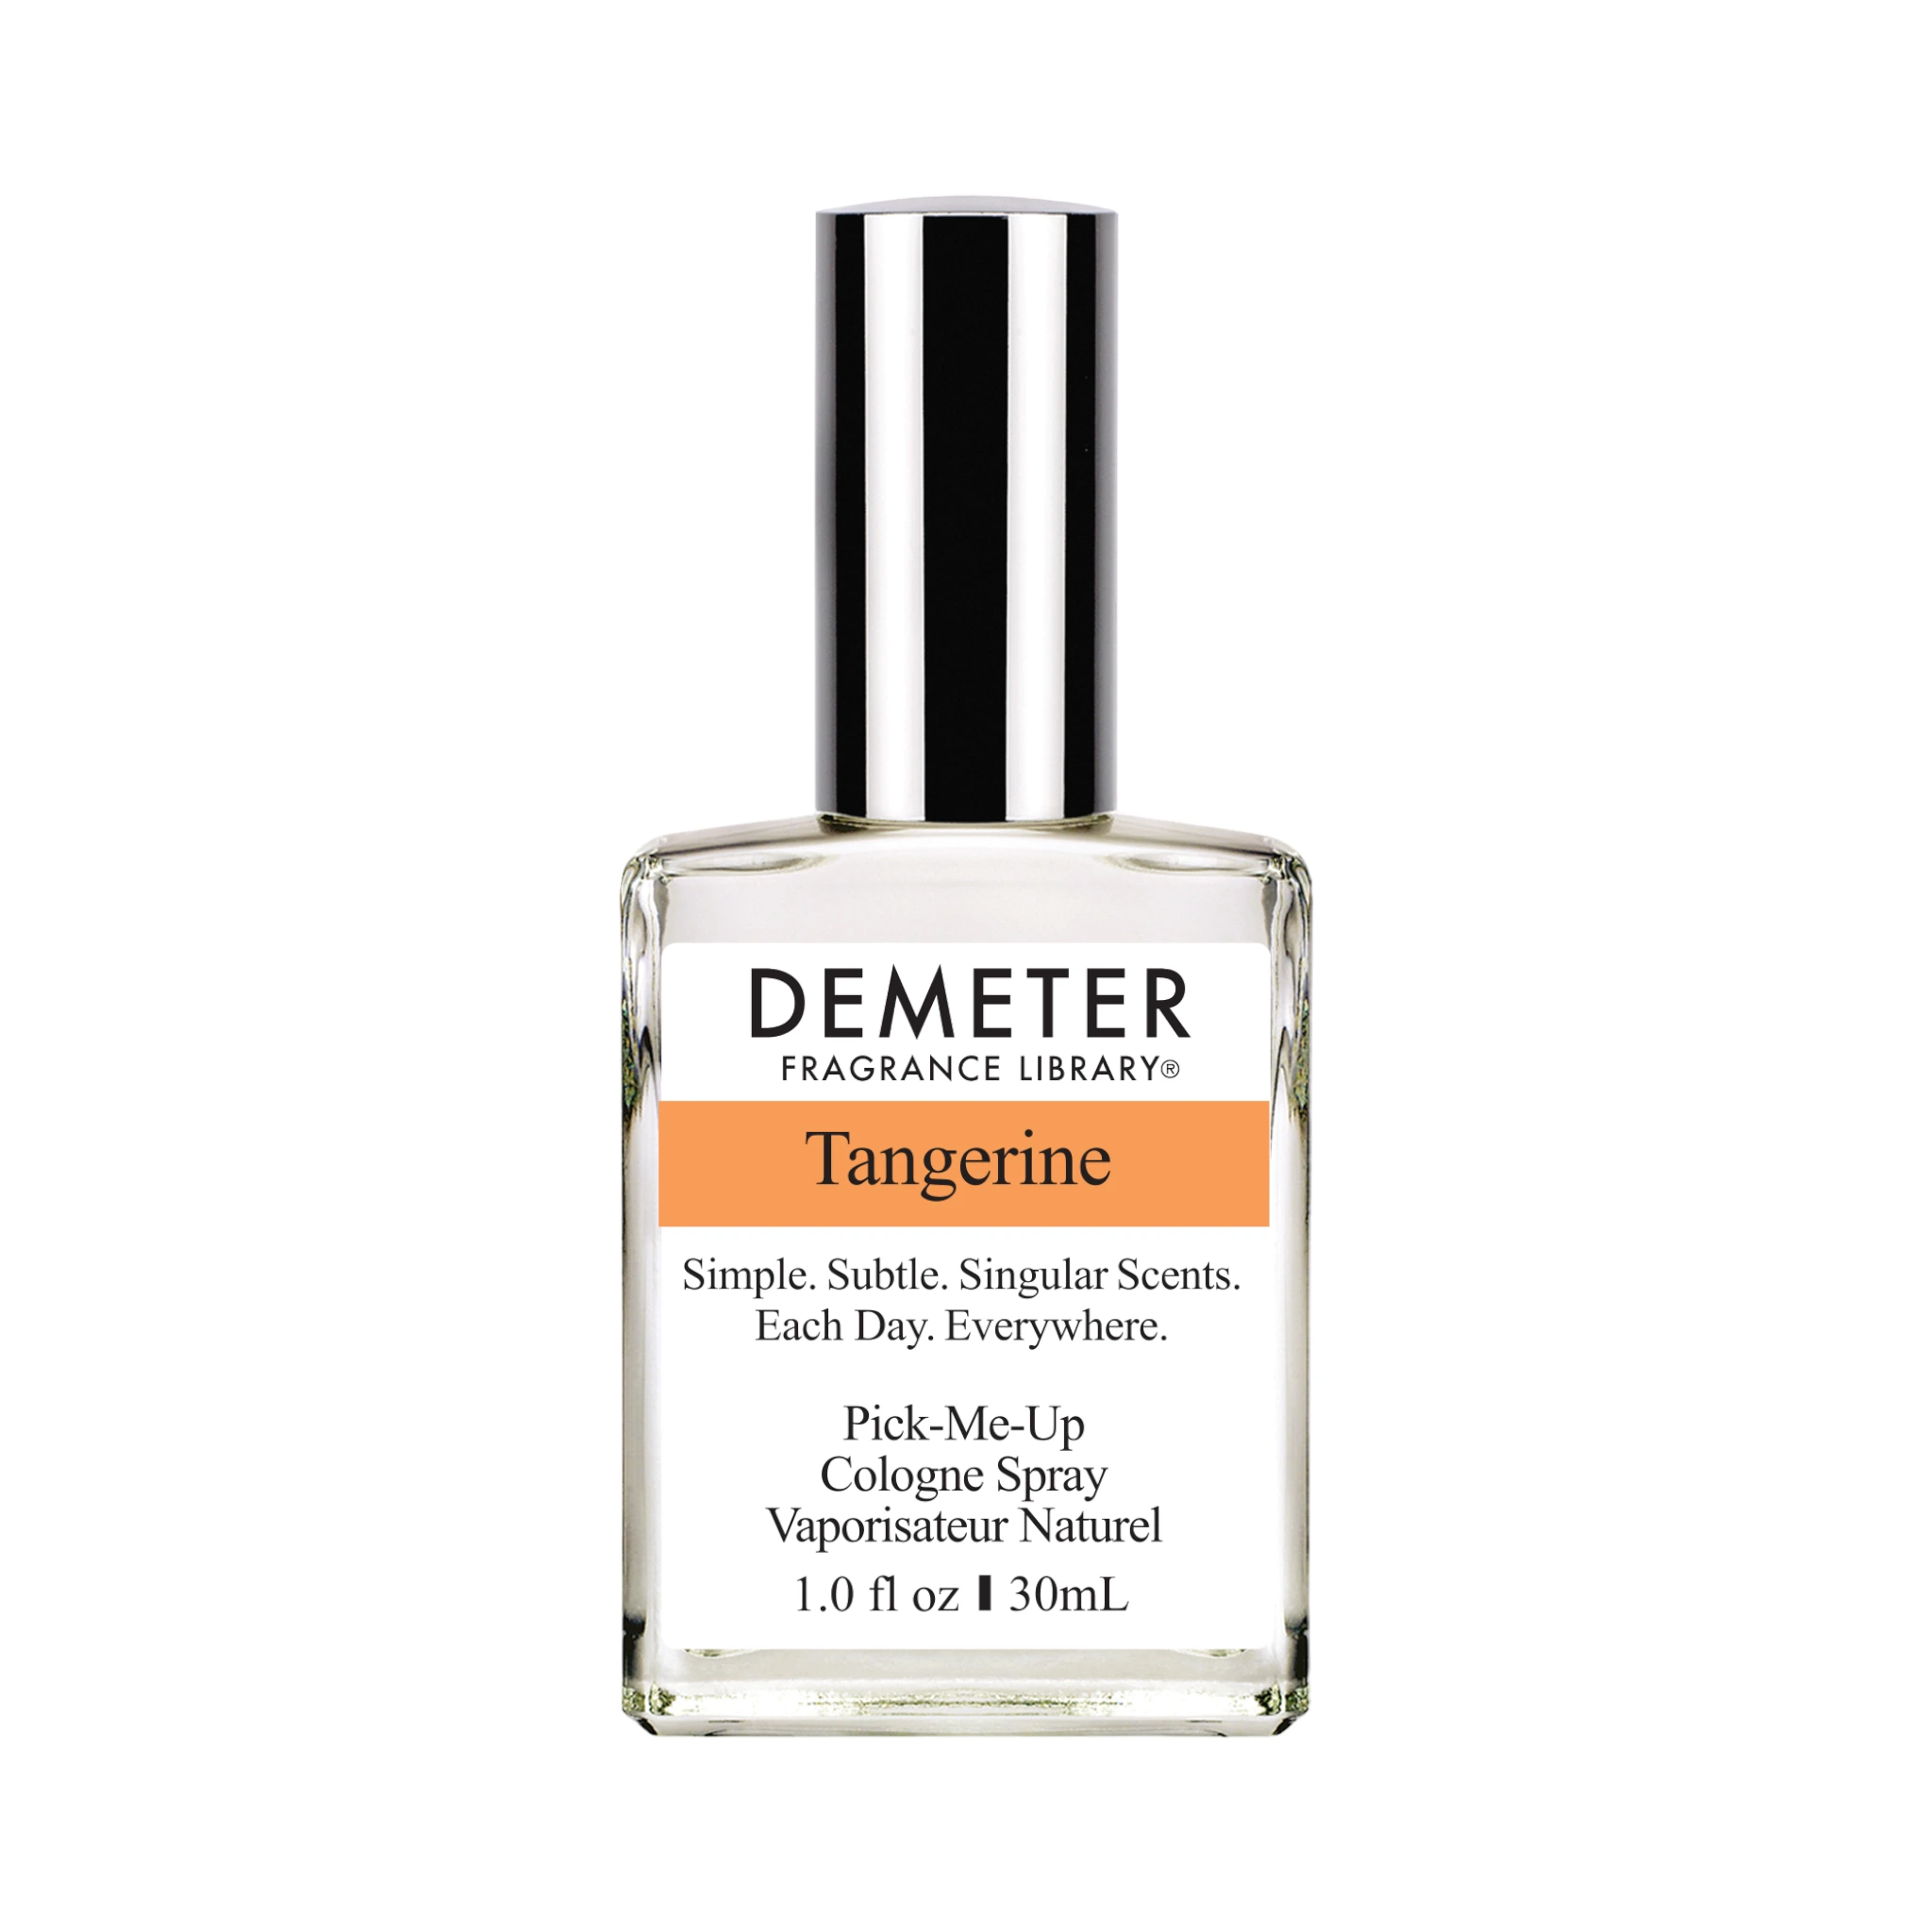 DEMETER
FRAGRANCE LIBRARY®
Tangerine
Simple. Subtle. Singular Scents.
Each Day. Everywhere.
Pick-Me-Up
Cologne Spray
Vaporisateur Naturel
1.0 fl oz ❚ 30mL